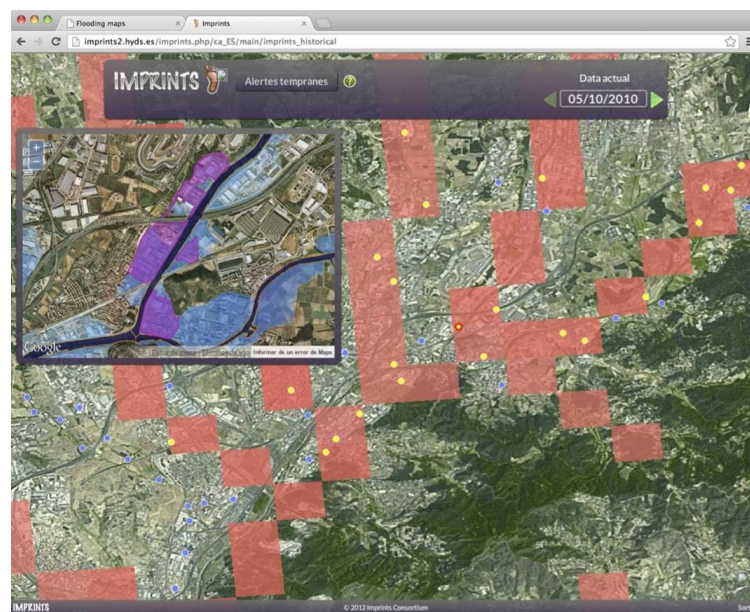 Flooding maps
Imprints
imprints2.hyds.es/imprints.php/ca_ES/main/imprints_historical
IMPRINTS
Alertes tempranes
?
Data actual
05/10/2010
+
−
Google
Informar de un error de Maps
IMPRINTS
© 2012 Imprints Consortium